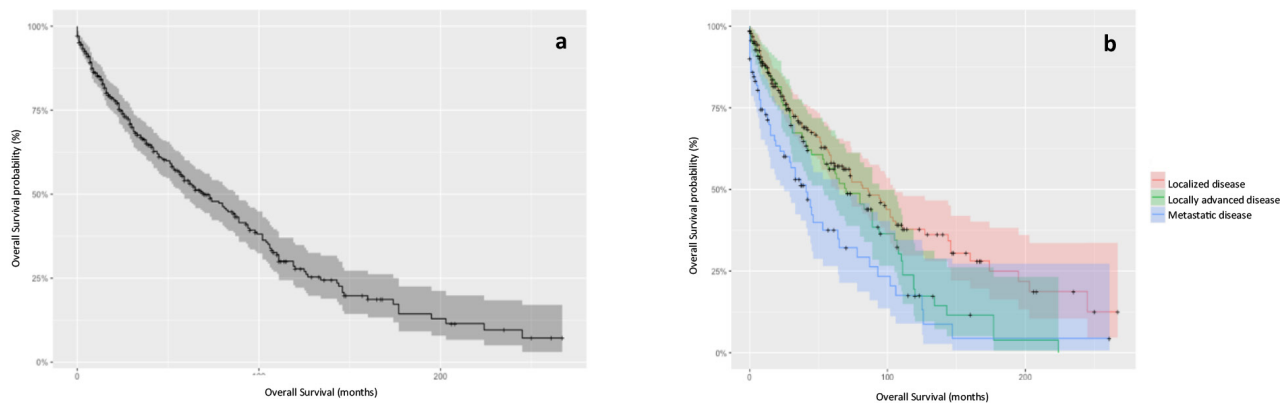 a
100%
75%
50%
25%
0%
Overall Survival probability (%)
0
200
Overall Survival (months)
b
100%
75%
50%
25%
0%
Overall Survival probability (%)
0
100
200
Overall Survival (months)
Localized disease
Locally advanced disease
Metastatic disease